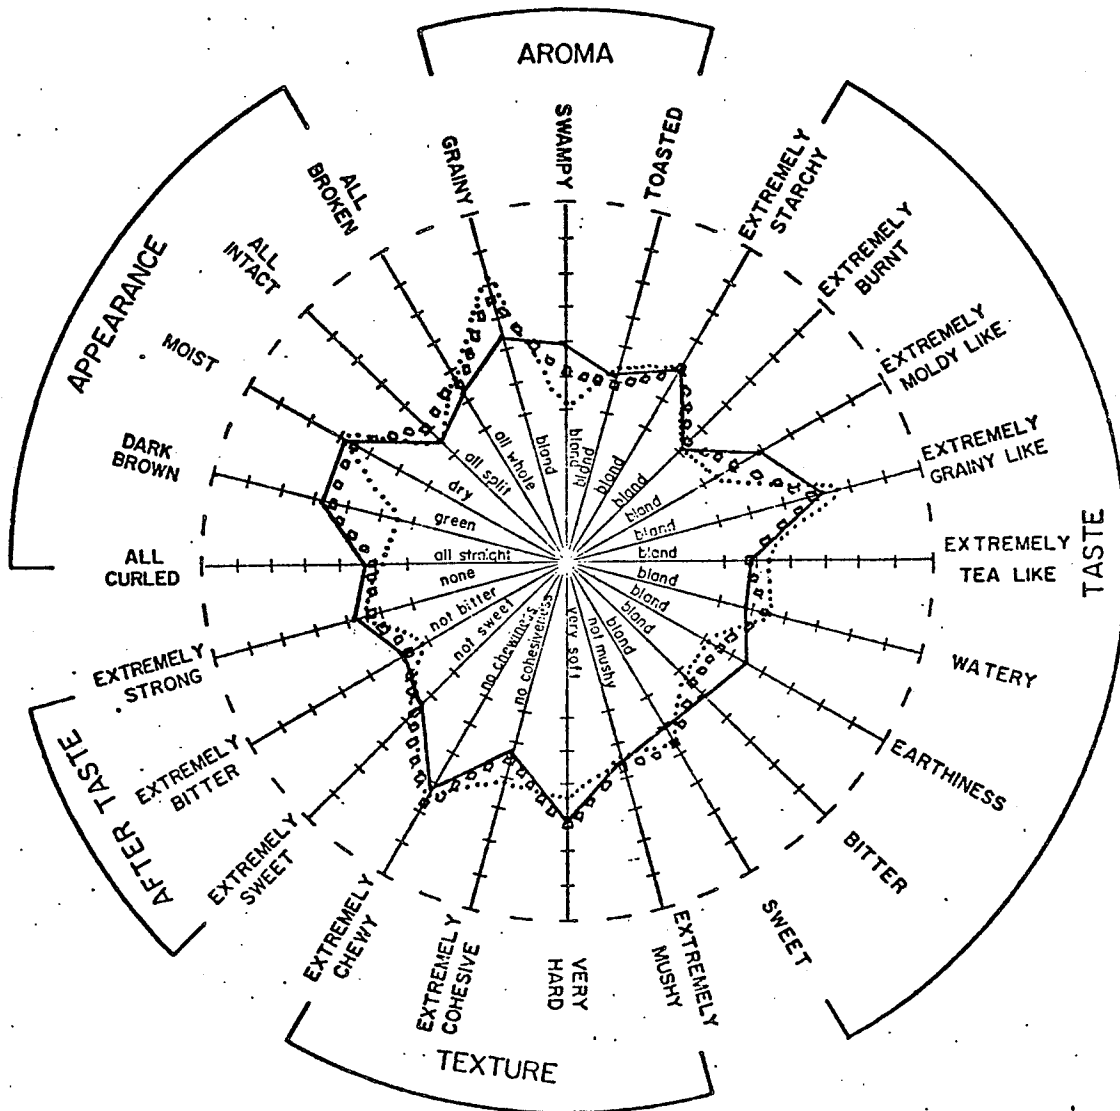 AROMA
SWAMPY
TOASTED
EXTREMELY
STARCHY
EXTREMELY
BURNT
EXTREMELY
MOLDY LIKE
EXTREMELY
GRAINY LIKE
EXTREMELY
TEA LIKE
WATERY
EARTHINESS
BITTER
SWEET
TASTE
EXTREMELY
MUSHY
VERY
HARD
EXTREMELY
COHESIVE
EXTREMELY
CHEWY
TEXTURE
EXTREMELY
SWEET
EXTREMELY
BITTER
EXTREMELY
STRONG
AFTER TASTE
ALL
CURLED
DARK
BROWN
MOIST
ALL
INTACT
ALL
BROKEN
APPEARANCE
GRAINY
bland
bland
bland
bland
bland
bland
bland
bland
bland
bland
bland
bland
not mushy
very soft
no cohesiveness
no chewiness
not sweet
not bitter
none
all straight
green
dry
all split
all whole